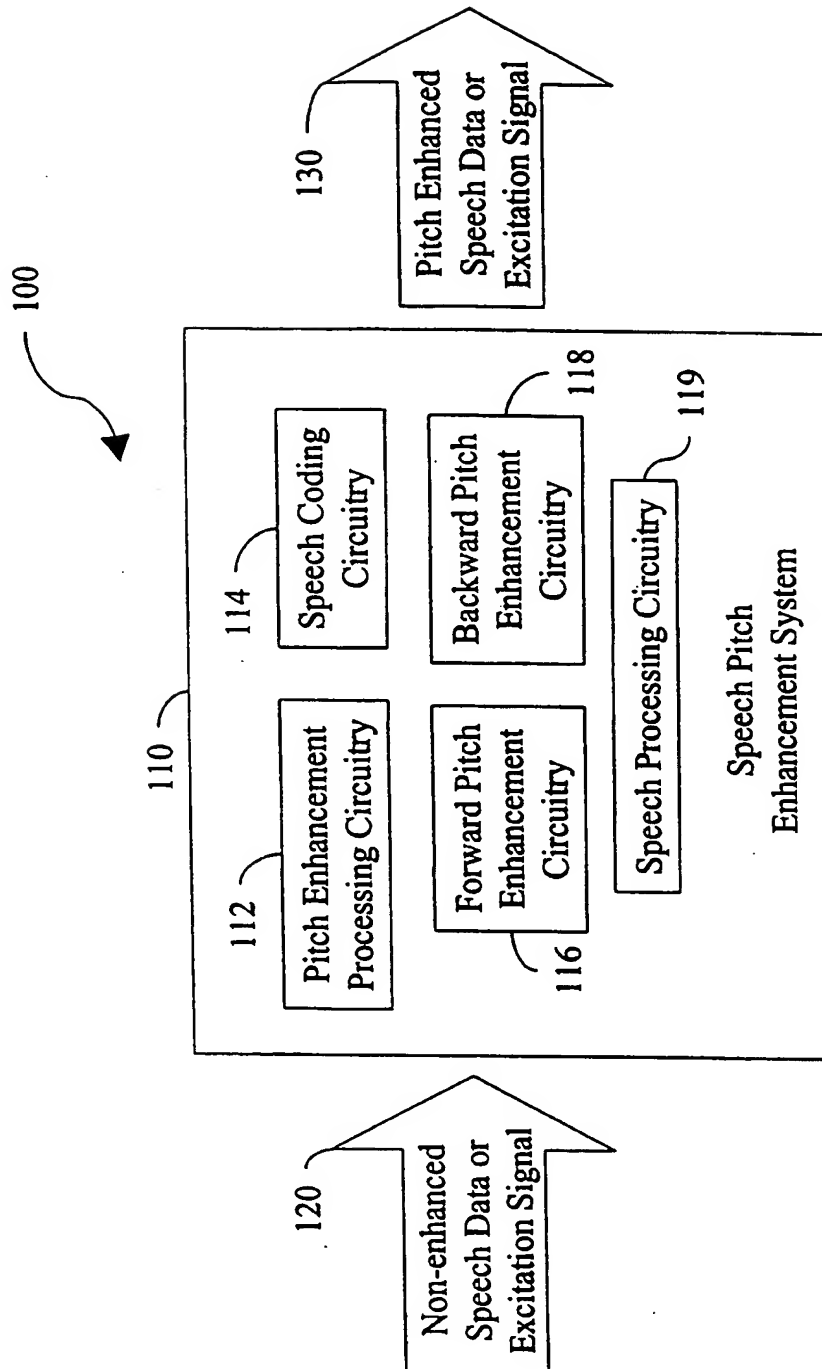 100
110
120
Non-enhanced
Speech Data or
Excitation Signal
112
Pitch Enhancement
Processing Circuitry
114
Speech Coding
Circuitry
Forward Pitch
Enhancement
Circuitry
116
Backward Pitch
Enhancement
Circuitry
118
Speech Processing Circuitry
119
Speech Pitch
Enhancement System
130
Pitch Enhanced
Speech Data or
Excitation Signal